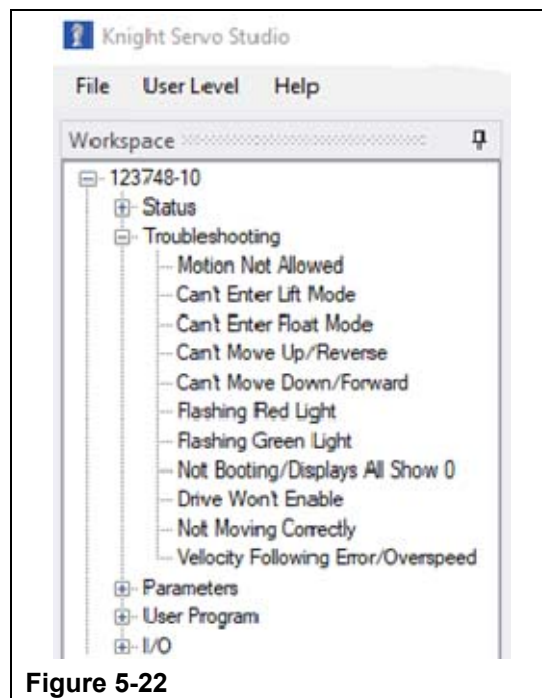 Knight Servo Studio
File User Level Help
Workspace
123748-10
Status
Troubleshooting
Motion Not Allowed
Can't Enter Lift Mode
Can't Enter Float Mode
Can't Move Up/Reverse
Can't Move Down/Forward
Flashing Red Light
Flashing Green Light
Not Booting/Displays All Show 0
Drive Won't Enable
Not Moving Correctly
Velocity Following Error/Overspeed
Parameters
User Program
I/O
Figure 5-22